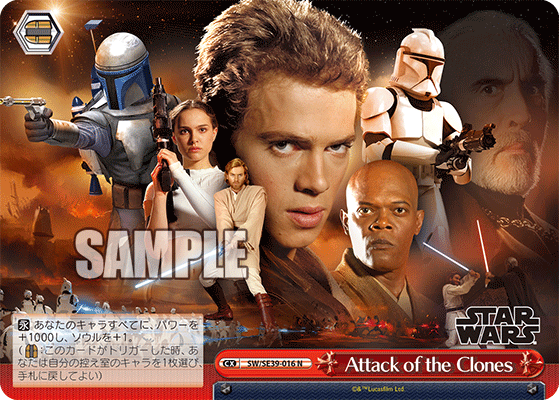 SAMPLE
STAR
WARS
永 あなたのキャラすべてに、パワーを
+1000し、ソウルを+1。
( :このカードがトリガーした時、あ
なたは自分の控え室のキャラを1枚選び、
手札に戻してよい)
CX SW/SE39-016 N Attack of the Clones
©&™Lucasfilm Ltd.